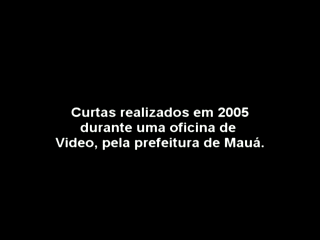 Curtas realizados em 2005
durante uma oficina de
Video, pela prefeitura de Mauá.